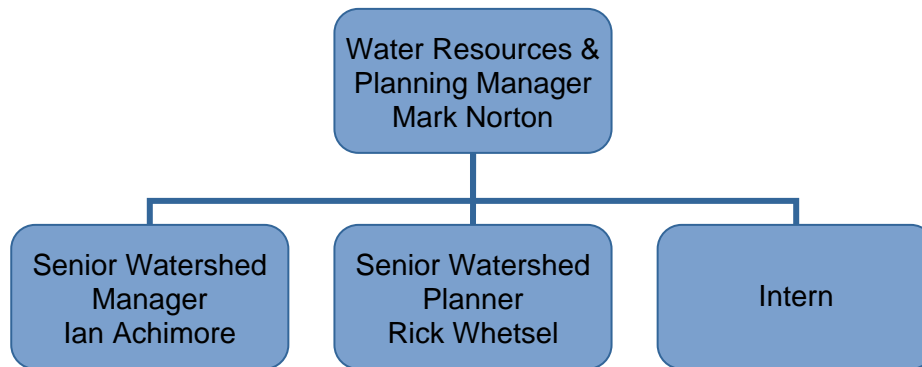 Water Resources &
Planning Manager
Mark Norton
Senior Watershed
Manager
Ian Achimore
Senior Watershed
Planner
Rick Whetsel
Intern